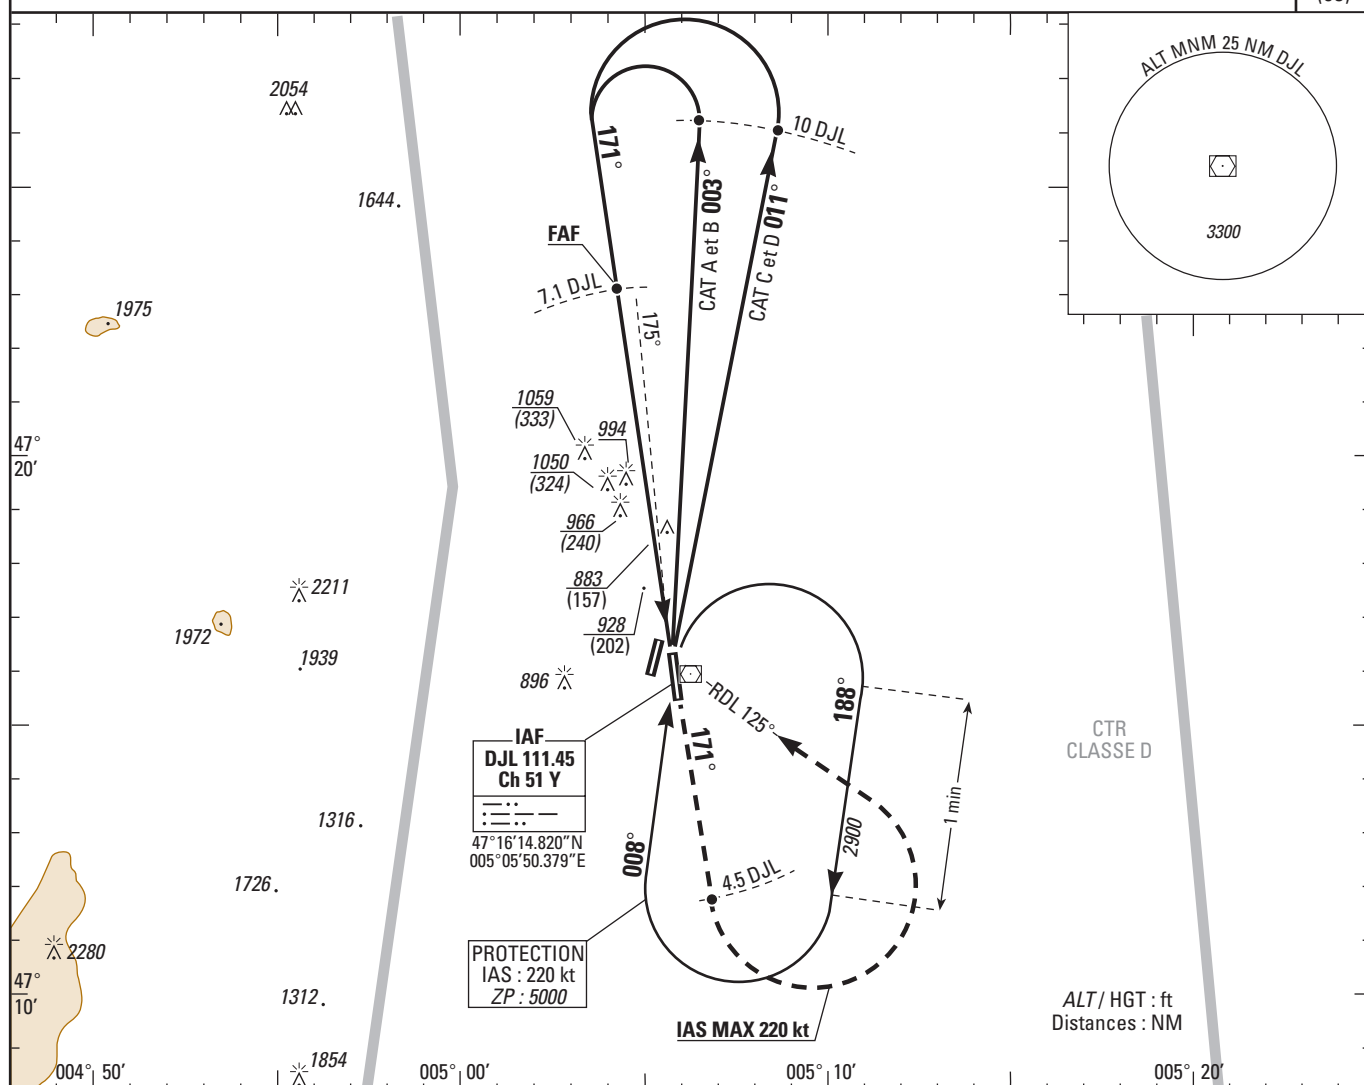 ALT MNM 25 NM DJL
3300
2054
1644
171°
10 DJL
CAT A et B 003°
CAT C et D 011°
FAF
7.1 DJL
175°
1975
1059
(333)
994
1050
(324)
966
(240)
883
(157)
928
(202)
47°
20'
2211
1972
1939
896
IAF
DJL 111.45
Ch 51 Y
47°16'14.820"N
005°05'50.379"E
RDL 125°
171°
188°
008°
2900
1 min
4.5 DJL
CTR
CLASSE D
1316
1726
2280
1312
1854
PROTECTION
IAS : 220 kt
ZP : 5000
IAS MAX 220 kt
ALT / HGT : ft
Distances : NM
47°
10'
004° 50'
005° 00'
005° 10'
005° 20'